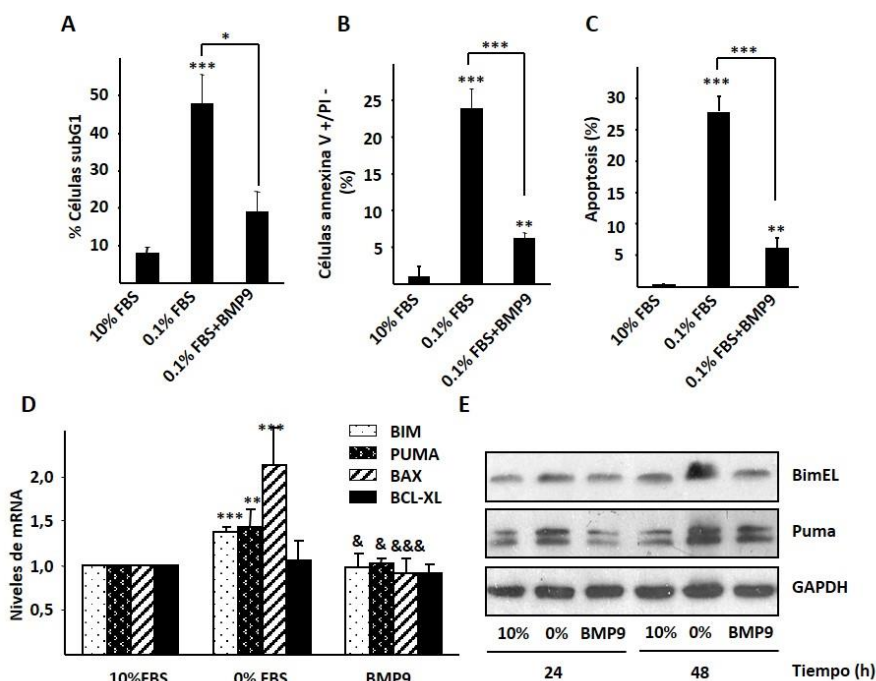 A
% Células subG1
50
40
30
20
10
***
*
10% FBS
0.1% FBS
0.1% FBS+BMP9
B
Células annexina V +/PI -
(%)
25
20
15
10
5
***
***
**
10% FBS
0.1% FBS
0.1% FBS+BMP9
C
Apoptosis (%)
30
25
20
15
10
5
***
***
**
10% FBS
0.1% FBS
0.1% FBS+BMP9
D
Niveles de mRNA
2,0
1,5
1,0
0,5
BIM
PUMA
BAX
BCL-XL
*** ** ***
& & &&&
10%FBS 0% FBS BMP9
E
BimEL
Puma
GAPDH
10% 0% BMP9 10% 0% BMP9
24 48 Tiempo (h)